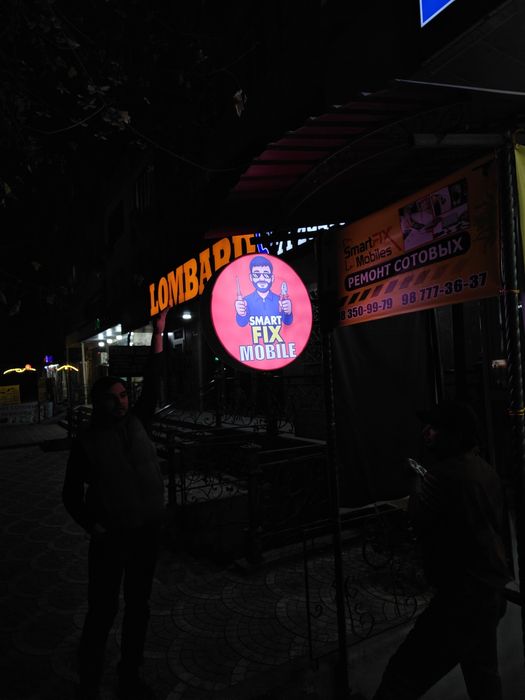 LOMBARD
SMART
FIX
MOBILE
SmartFIX
Mobiles
РЕМОНТ СОТОВЫХ
350-99-79 98 777-36-37